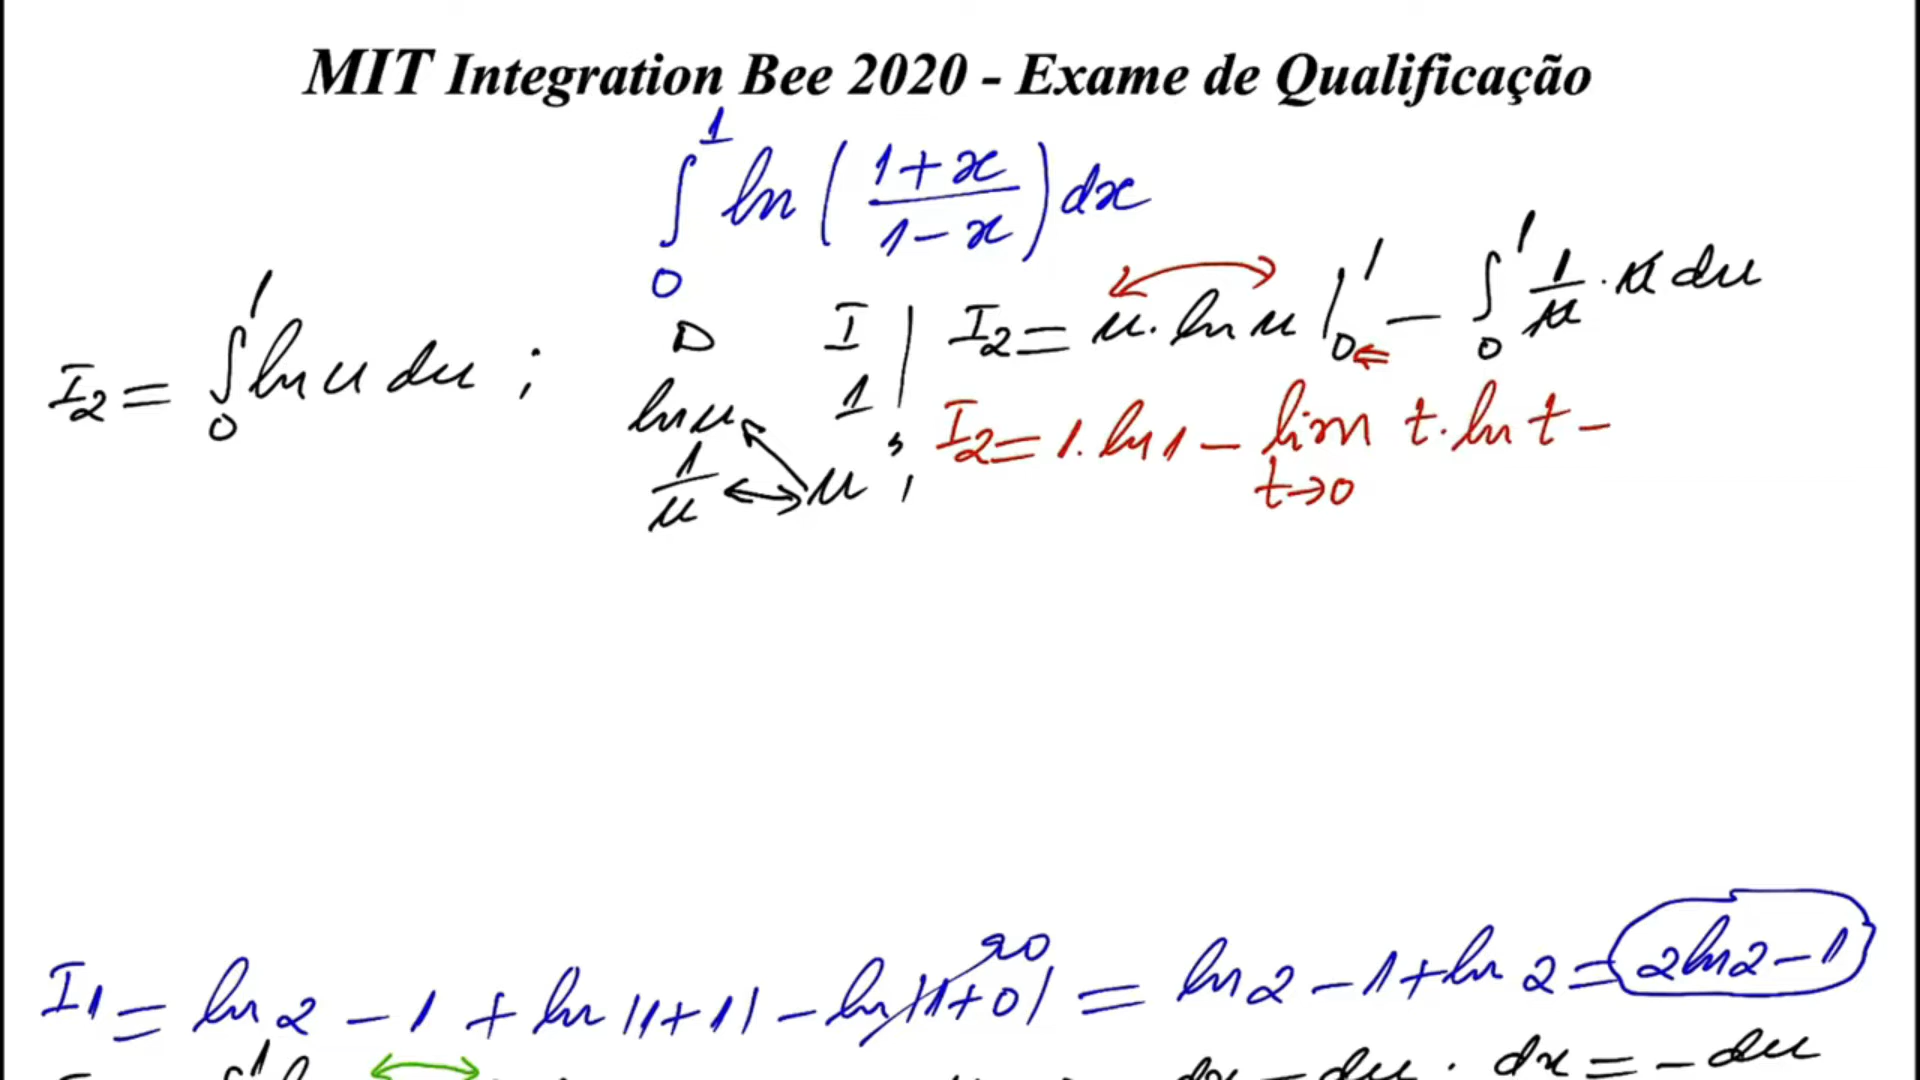 MIT Integration Bee 2020 - Exame de Qualificação
∫₀¹ ln((1+x)/(1-x)) dx
I₂ = ∫₀¹ ln u du ;
D I
ln u 1
1/u ↔ u ;
I₂ = u. ln u |₀¹ - ∫₀¹ 1/u . u du
I₂ = 1. ln 1 - lim t→0 t. ln t -
I₁ = ln 2 - 1 + ln |1+1| - ln |1+0| = ln 2 - 1 + ln 2 = 2ln2 - 1
dx = - du